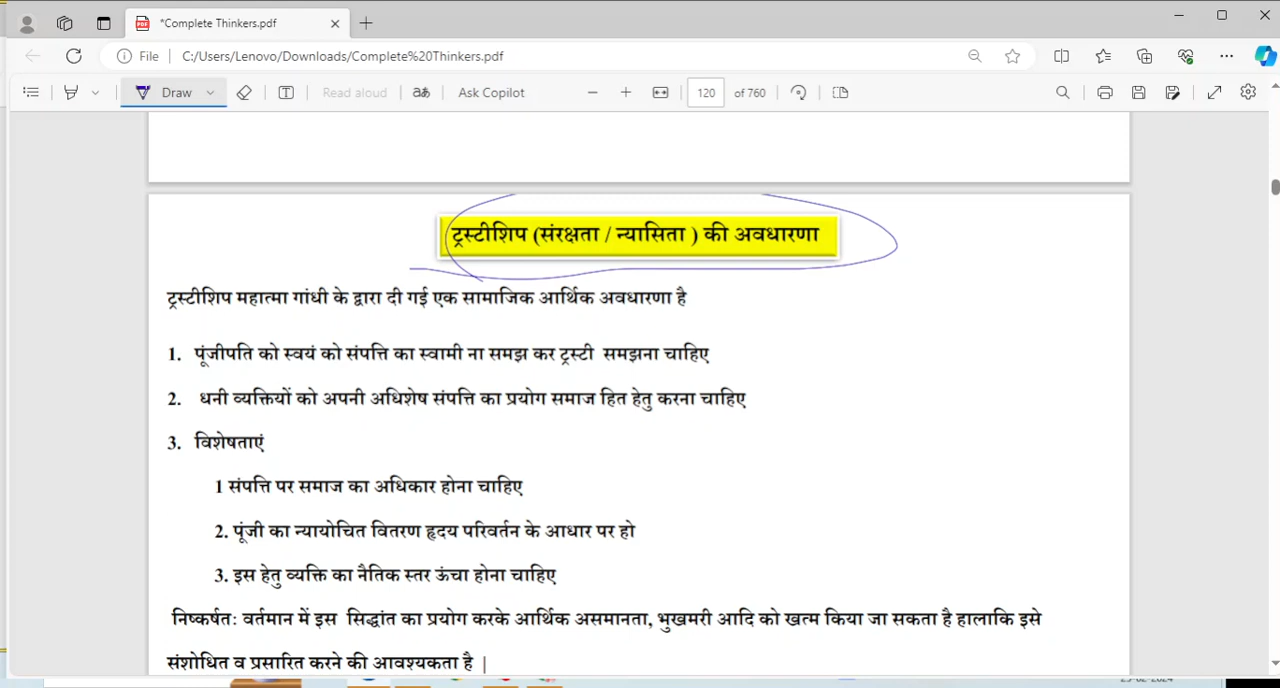 *Complete Thinkers.pdf
File C:/Users/Lenovo/Downloads/Complete%20Thinkers.pdf
Draw Read aloud Ask Copilot 120 of 760
ट्रस्टीशिप (संरक्षता / न्यासिता ) की अवधारणा
ट्रस्टीशिप महात्मा गांधी के द्वारा दी गई एक सामाजिक आर्थिक अवधारणा है
1. पूंजीपति को स्वयं को संपत्ति का स्वामी ना समझ कर ट्रस्टी समझना चाहिए
2. धनी व्यक्तियों को अपनी अधिशेष संपत्ति का प्रयोग समाज हित हेतु करना चाहिए
3. विशेषताएं
1 संपत्ति पर समाज का अधिकार होना चाहिए
2. पूंजी का न्यायोचित वितरण हृदय परिवर्तन के आधार पर हो
3. इस हेतु व्यक्ति का नैतिक स्तर ऊंचा होना चाहिए
निष्कर्षतः वर्तमान में इस सिद्धांत का प्रयोग करके आर्थिक असमानता, भुखमरी आदि को खत्म किया जा सकता है हालाकि इसे
संशोधित व प्रसारित करने की आवश्यकता है |